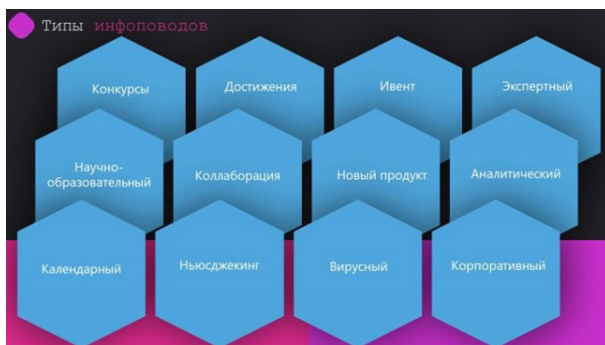 Типы инфоповодов
Конкурсы
Достижения
Ивент
Экспертный
Научно-
образовательный
Коллаборация
Новый продукт
Аналитический
Календарный
Ньюсджекинг
Вирусный
Корпоративный